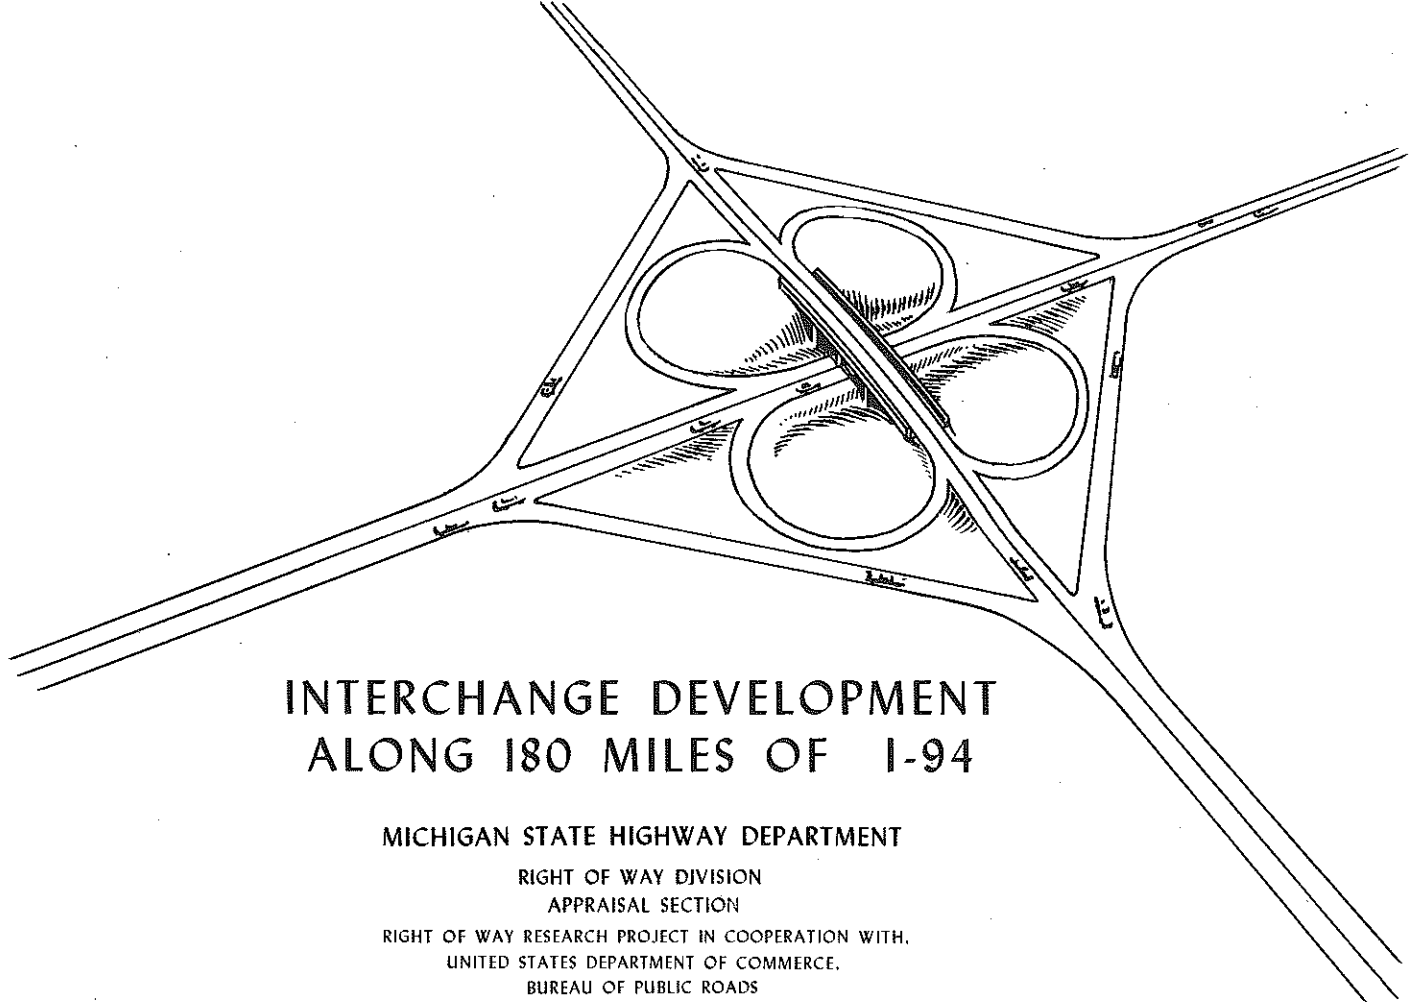 INTERCHANGE DEVELOPMENT
ALONG 180 MILES OF I-94
MICHIGAN STATE HIGHWAY DEPARTMENT
RIGHT OF WAY DIVISION
APPRAISAL SECTION
RIGHT OF WAY RESEARCH PROJECT IN COOPERATION WITH,
UNITED STATES DEPARTMENT OF COMMERCE,
BUREAU OF PUBLIC ROADS